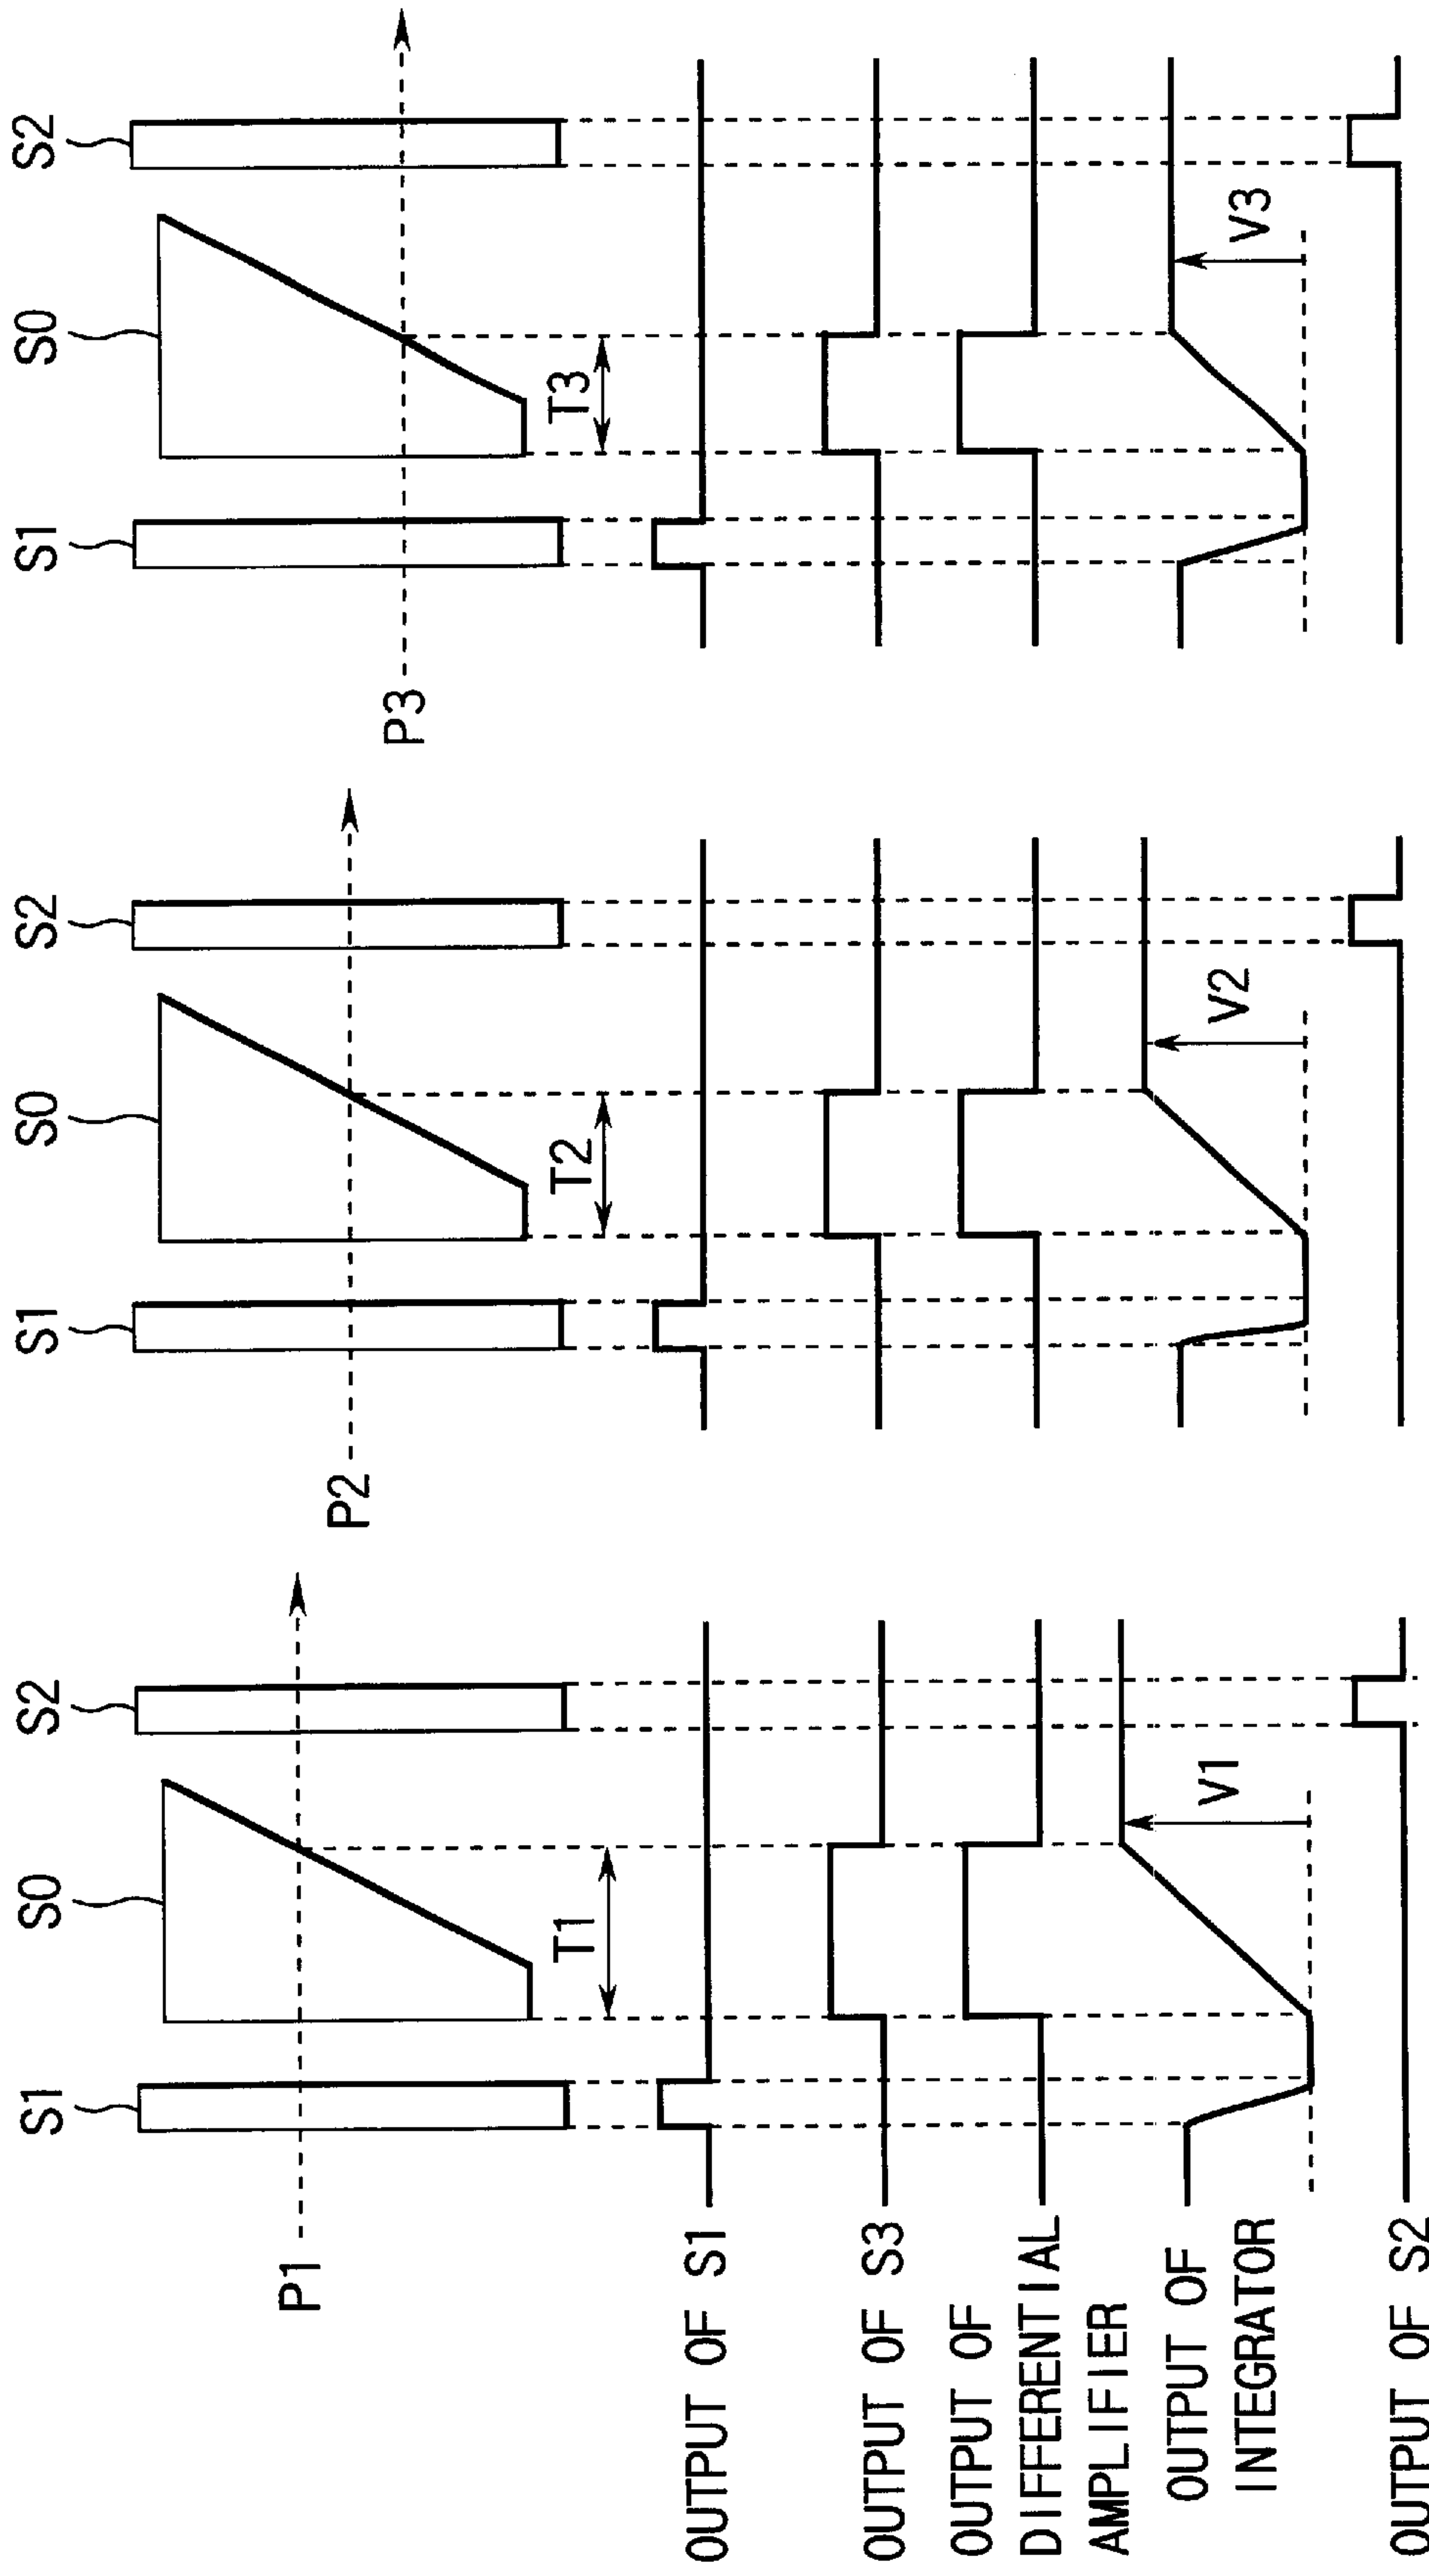 S1
S0
S2
S1
S0
S2
S1
S0
S2
P1
P2
P3
T1
T2
T3
OUTPUT OF S1
OUTPUT OF S3
OUTPUT OF
DIFFERENTIAL
AMPLIFIER
OUTPUT OF
INTEGRATOR
V1
V2
V3
OUTPUT OF S2